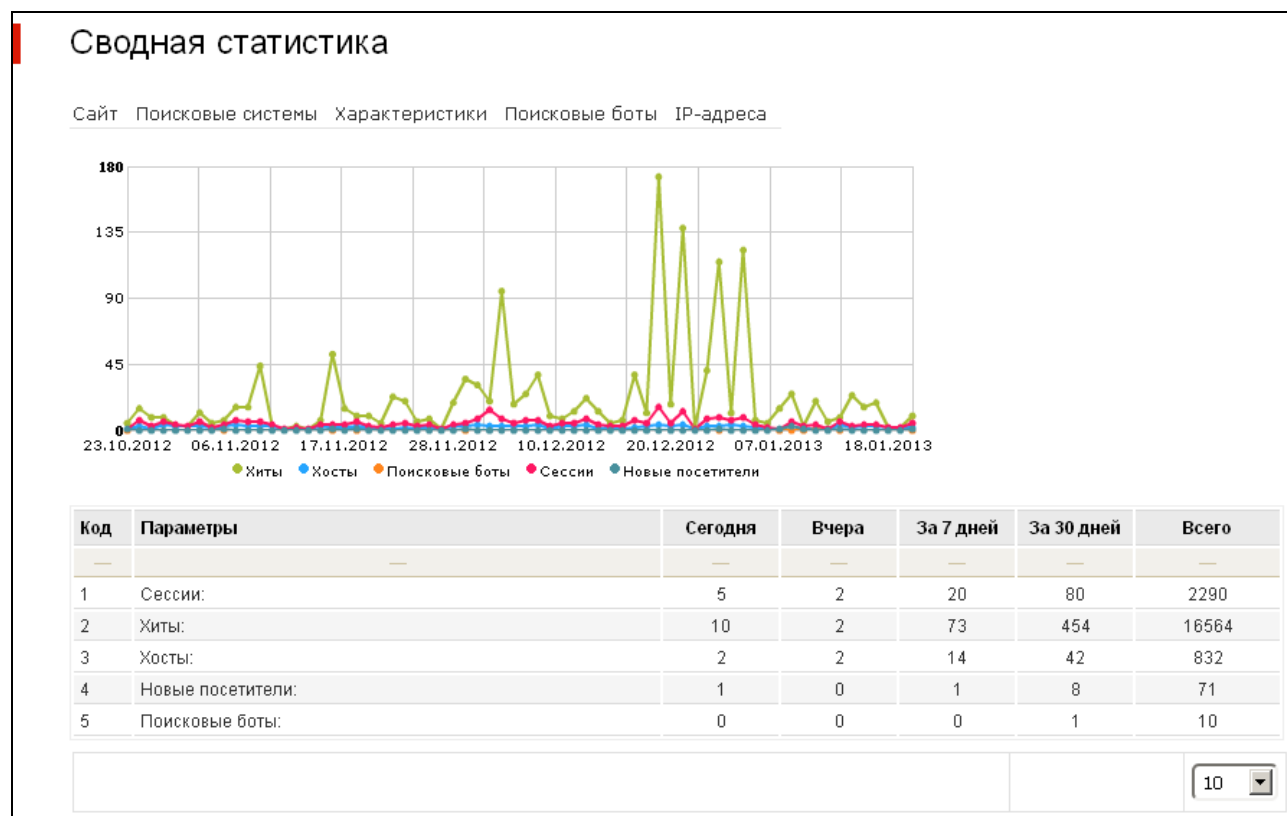 Сводная статистика
Сайт Поисковые системы Характеристики Поисковые боты IP-адреса
180
135
90
45
0
23.10.2012 06.11.2012 17.11.2012 28.11.2012 10.12.2012 20.12.2012 07.01.2013 18.01.2013
Хиты Хосты Поисковые боты Сессии Новые посетители
Код Параметры Сегодня Вчера За 7 дней За 30 дней Всего
— — — — — — —
1 Сессии: 5 2 20 80 2290
2 Хиты: 10 2 73 454 16564
3 Хосты: 2 2 14 42 832
4 Новые посетители: 1 0 1 8 71
5 Поисковые боты: 0 0 0 1 10
10